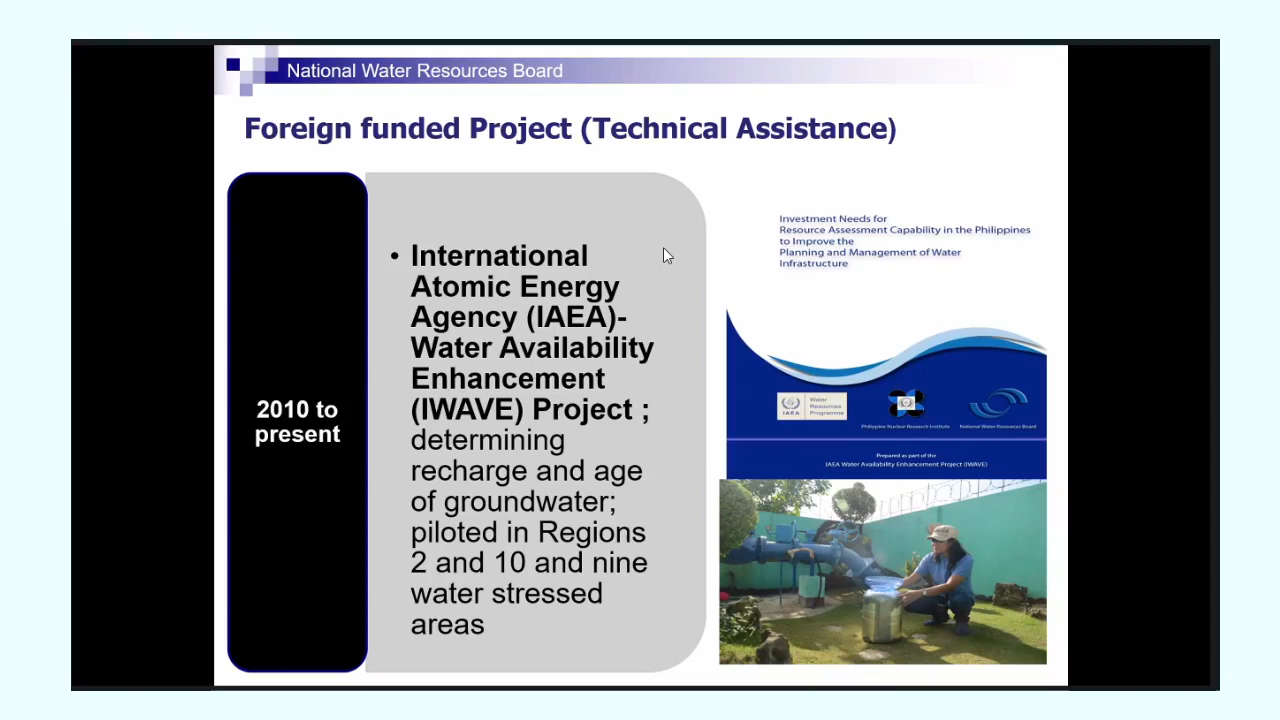 National Water Resources Board
Foreign funded Project (Technical Assistance)
2010 to
present
• International
Atomic Energy
Agency (IAEA)-
Water Availability
Enhancement
(IWAVE) Project ;
determining
recharge and age
of groundwater;
piloted in Regions
2 and 10 and nine
water stressed
areas
Investment Needs for
Resource Assessment Capability in the Philippines
to Improve the
Planning and Management of Water
Infrastructure
IAEA
Water
Resources
Programme
Philippine Nuclear Research Institute
National Water Resources Board
Prepared as part of the
IAEA Water Availability Enhancement Project (IWAVE)